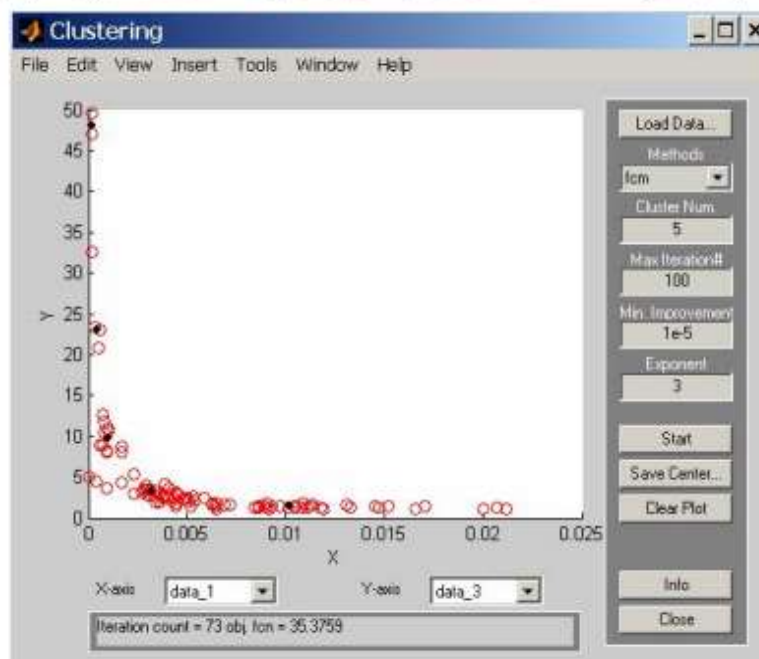 Clustering
File Edit View Insert Tools Window Help
50
45
40
35
30
25
20
15
10
5
0
Y
0 0.005 0.01 0.015 0.02 0.025
X
X-axis data_1 Y-axis data_3
Iteration count = 73 obj. fcn = 35.3759
Load Data...
Methods
fcm
Cluster Num
5
Max Iteration#
100
Min. Improvement
1e-5
Exponent
3
Start
Save Center...
Clear Plot
Info
Close